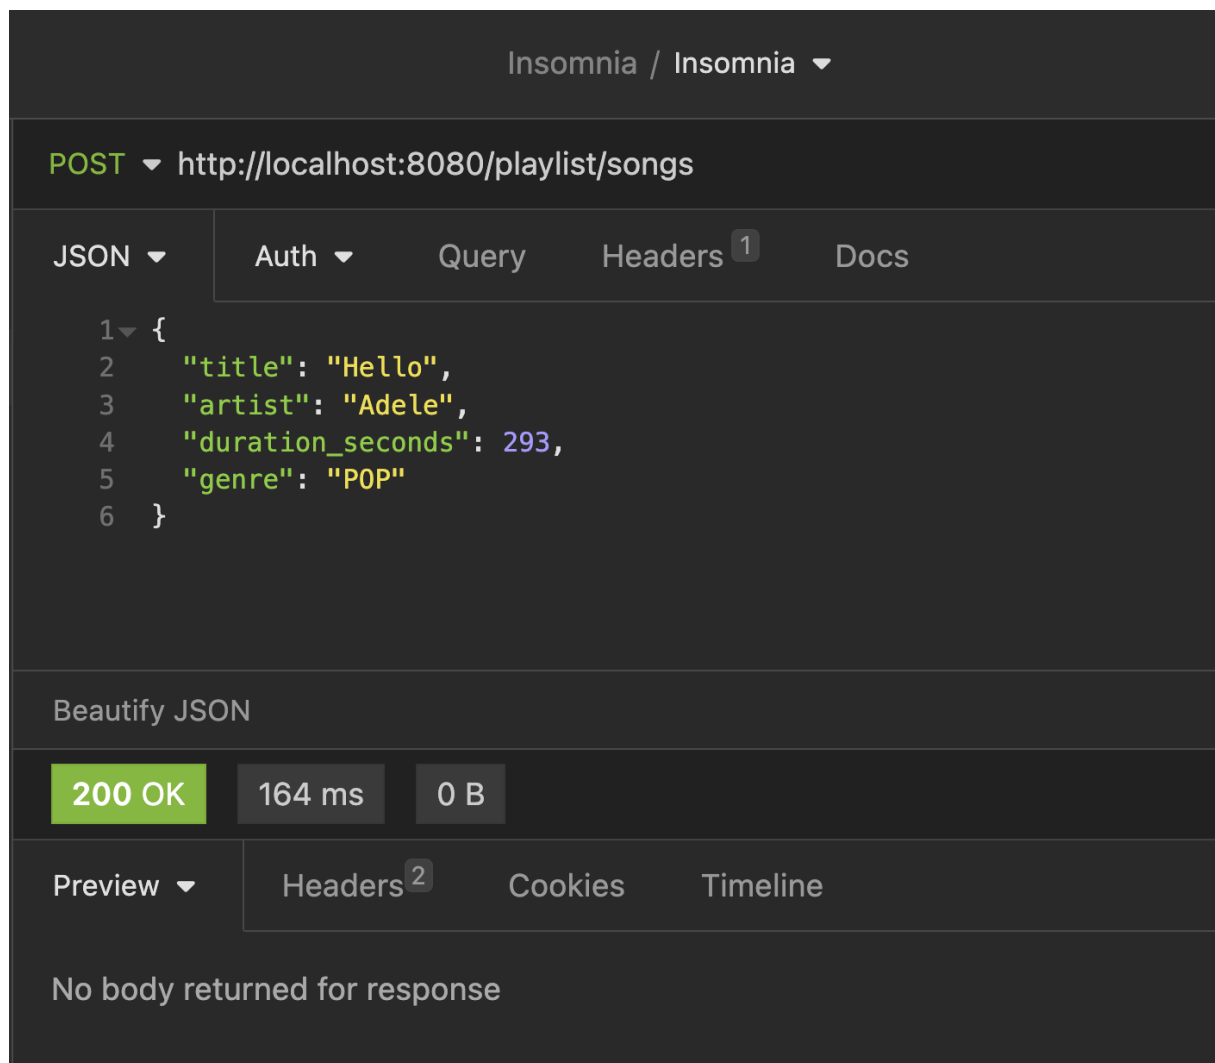 Insomnia / Insomnia
POST http://localhost:8080/playlist/songs
JSON Auth Query Headers 1 Docs
1 {
2 "title": "Hello",
3 "artist": "Adele",
4 "duration_seconds": 293,
5 "genre": "POP"
6 }
Beautify JSON
200 OK 164 ms 0 B
Preview Headers 2 Cookies Timeline
No body returned for response